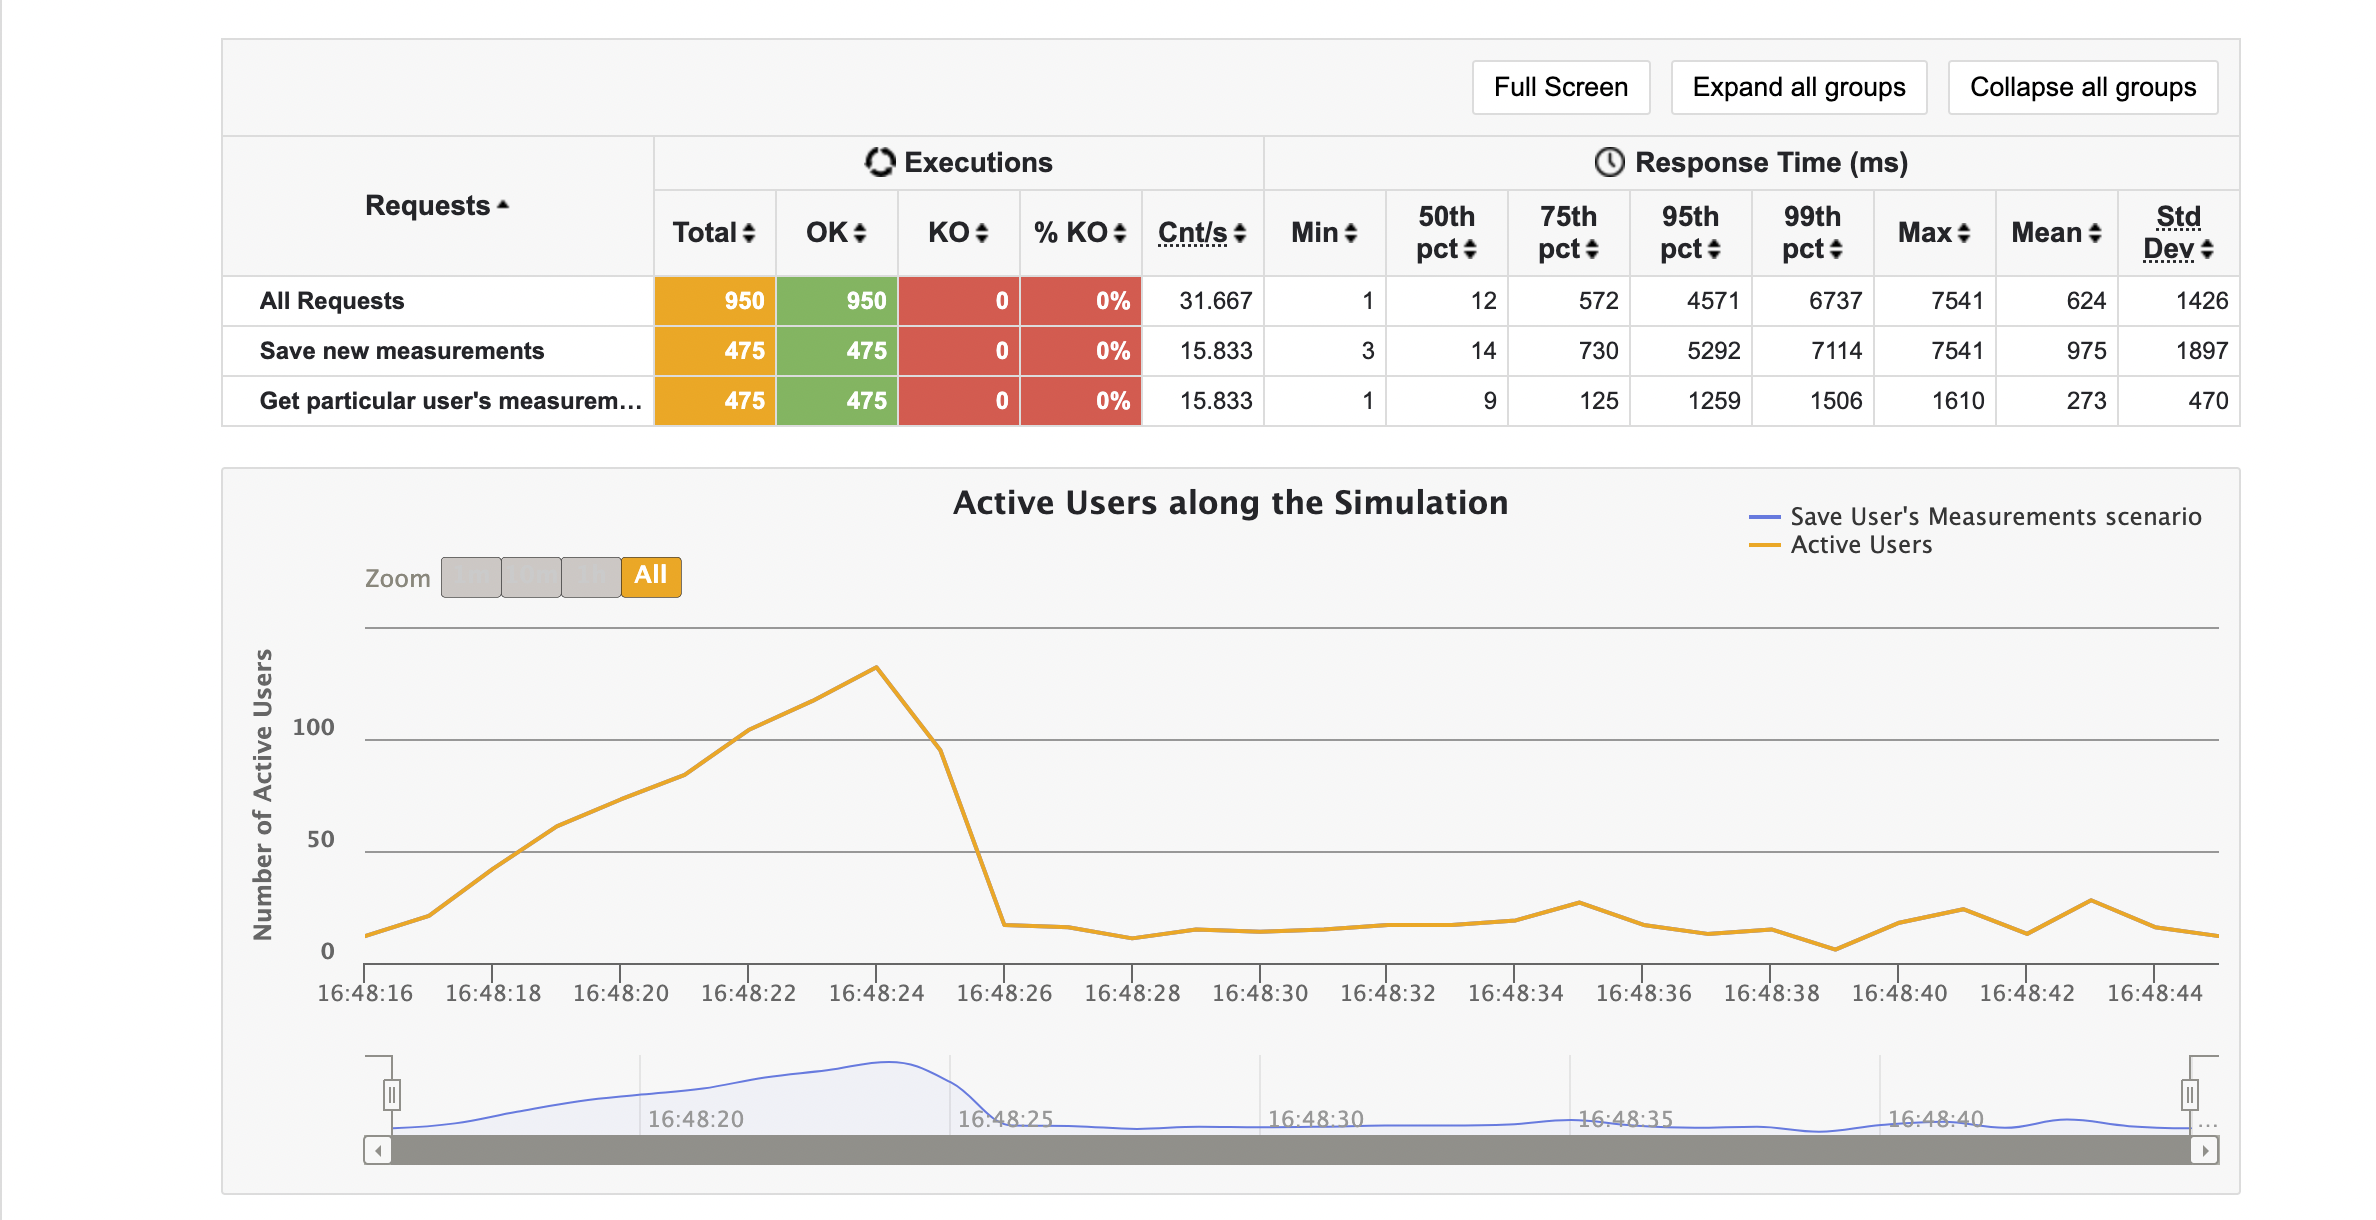 Full Screen Expand all groups Collapse all groups
Requests Executions Response Time (ms)
Total OK KO % KO Cnt/s Min 50th pct 75th pct 95th pct 99th pct Max Mean Std Dev
All Requests 950 950 0 0% 31.667 1 12 572 4571 6737 7541 624 1426
Save new measurements 475 475 0 0% 15.833 3 14 730 5292 7114 7541 975 1897
Get particular user's measurem... 475 475 0 0% 15.833 1 9 125 1259 1506 1610 273 470
Active Users along the Simulation
Save User's Measurements scenario
Active Users
Zoom 1m 10m 1h All
Number of Active Users
100
50
0
16:48:16 16:48:18 16:48:20 16:48:22 16:48:24 16:48:26 16:48:28 16:48:30 16:48:32 16:48:34 16:48:36 16:48:38 16:48:40 16:48:42 16:48:44
16:48:20 16:48:25 16:48:30 16:48:35 16:48:40 ...